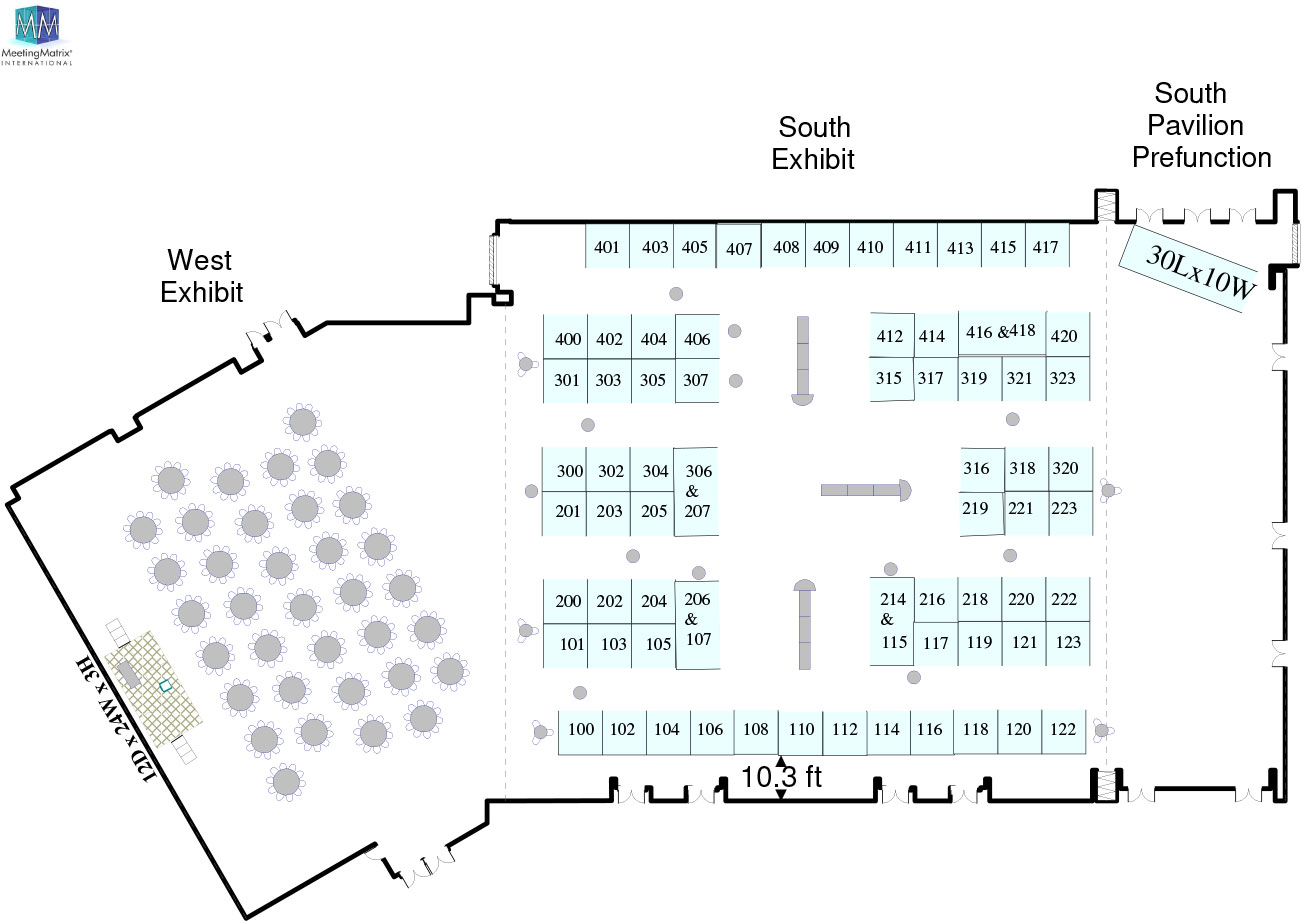 MM
MeetingMatrix®
INTERNATIONAL
South
Pavilion
Prefunction
South
Exhibit
West
Exhibit
401 403 405 407 408 409 410 411 413 415 417
30Lx10W
400 402 404 406 412 414 416 &418 420
301 303 305 307 315 317 319 321 323
300 302 304 306 316 318 320
&
201 203 205 207 219 221 223
200 202 204 206 214 216 218 220 222
& &
101 103 105 107 115 117 119 121 123
12D x 24W x 3H
100 102 104 106 108 110 112 114 116 118 120 122
10.3 ft